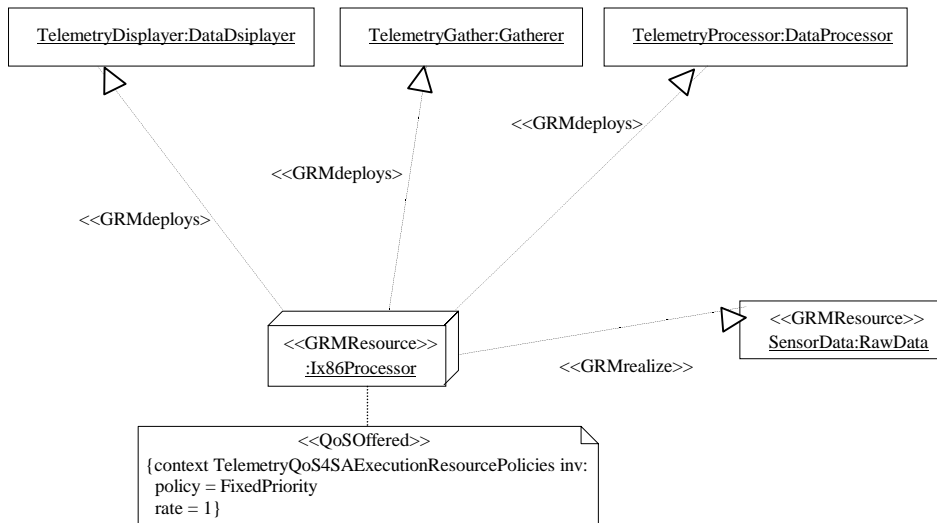 TelemetryDisplayer:DataDsiplayer
TelemetryGather:Gatherer
TelemetryProcessor:DataProcessor
<<GRMdeploys>
<<GRMdeploys>
<<GRMdeploys>
<<GRMResource>>
SensorData:RawData
<<GRMResource>>
:Ix86Processor
<<GRMrealize>>
<<QoSOffered>>
{context TelemetryQoS4SAExecutionResourcePolicies inv:
policy = FixedPriority
rate = 1}